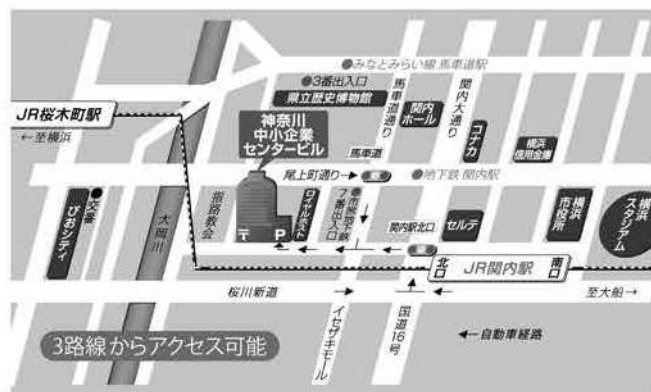 ●みなとみらい線 馬車道駅
●3番出入口
県立歴史博物館
馬車道通り
関内ホール
関内大通り
コナカ
横浜
信用金庫
JR桜木町駅
←至横浜
神奈川
中小企業
センタービル
馬車道
尾上町通り→
●地下鉄 関内駅
●交番
ぴおシティ
大岡川
指路教会
〒
P
ロイヤルホスト
●市営地下鉄
7番出入口
関内駅北口
セルテ
横浜
市役所
横浜
スタジアム
北口
JR関内駅
南口
桜川新道
至大船→
イセザキモール
国道16号
←自動車経路
3路線からアクセス可能